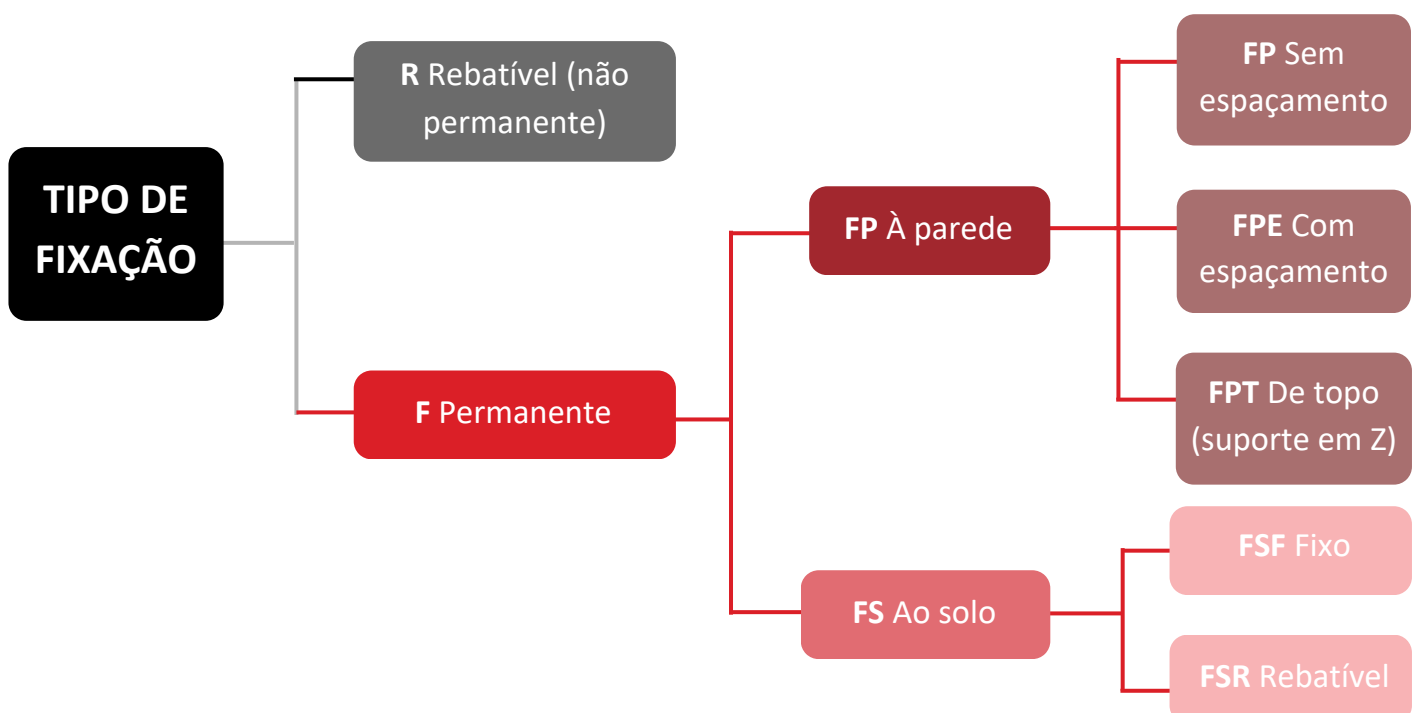 TIPO DE
FIXAÇÃO
R Rebatível (não
permanente)
F Permanente
FP À parede
FS Ao solo
FP Sem
espaçamento
FPE Com
espaçamento
FPT De topo
(suporte em Z)
FSF Fixo
FSR Rebatível